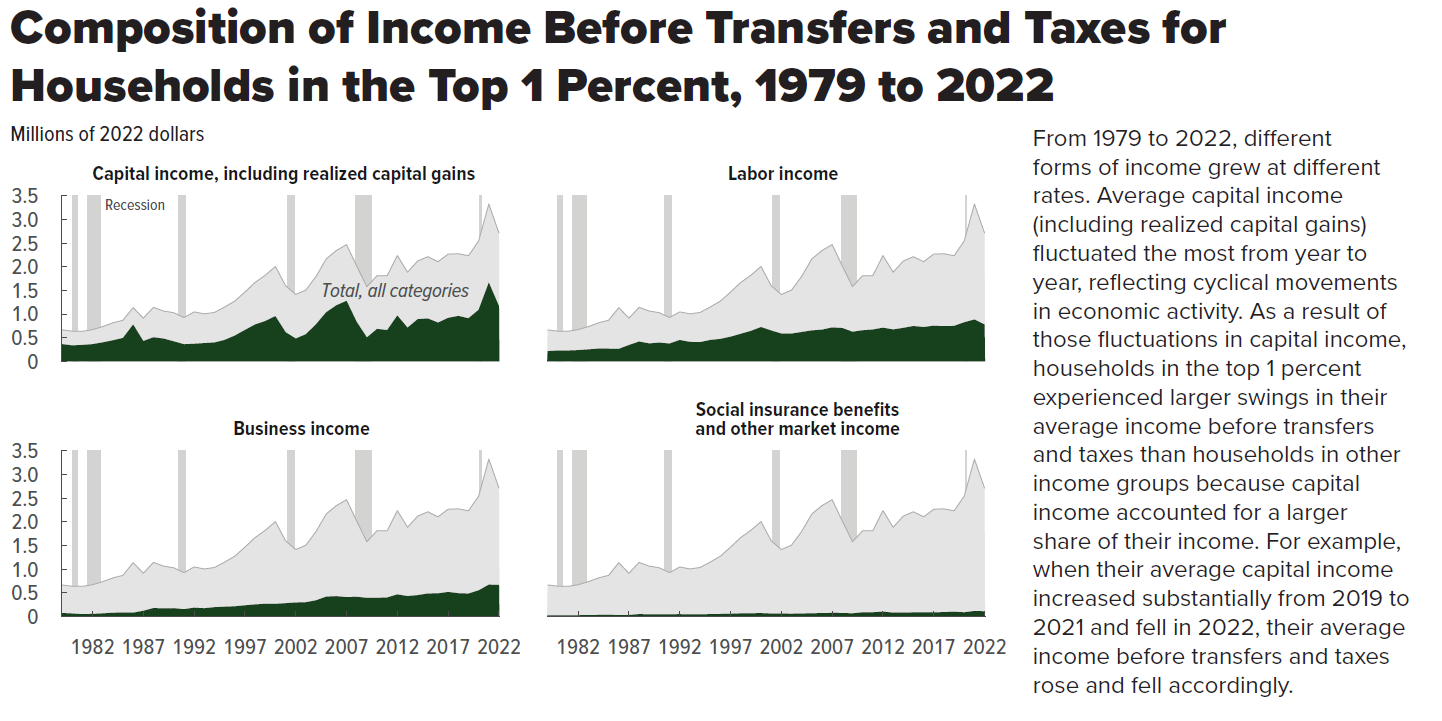 Composition of Income Before Transfers and Taxes for
Households in the Top 1 Percent, 1979 to 2022
Millions of 2022 dollars
Capital income, including realized capital gains
3.5
3.0
2.5
2.0
1.5
1.0
0.5
0
Recession
Total, all categories
Labor income
Business income
3.5
3.0
2.5
2.0
1.5
1.0
0.5
0
1982 1987 1992 1997 2002 2007 2012 2017 2022
Social insurance benefits
and other market income
1982 1987 1992 1997 2002 2007 2012 2017 2022
From 1979 to 2022, different
forms of income grew at different
rates. Average capital income
(including realized capital gains)
fluctuated the most from year to
year, reflecting cyclical movements
in economic activity. As a result of
those fluctuations in capital income,
households in the top 1 percent
experienced larger swings in their
average income before transfers
and taxes than households in other
income groups because capital
income accounted for a larger
share of their income. For example,
when their average capital income
increased substantially from 2019 to
2021 and fell in 2022, their average
income before transfers and taxes
rose and fell accordingly.